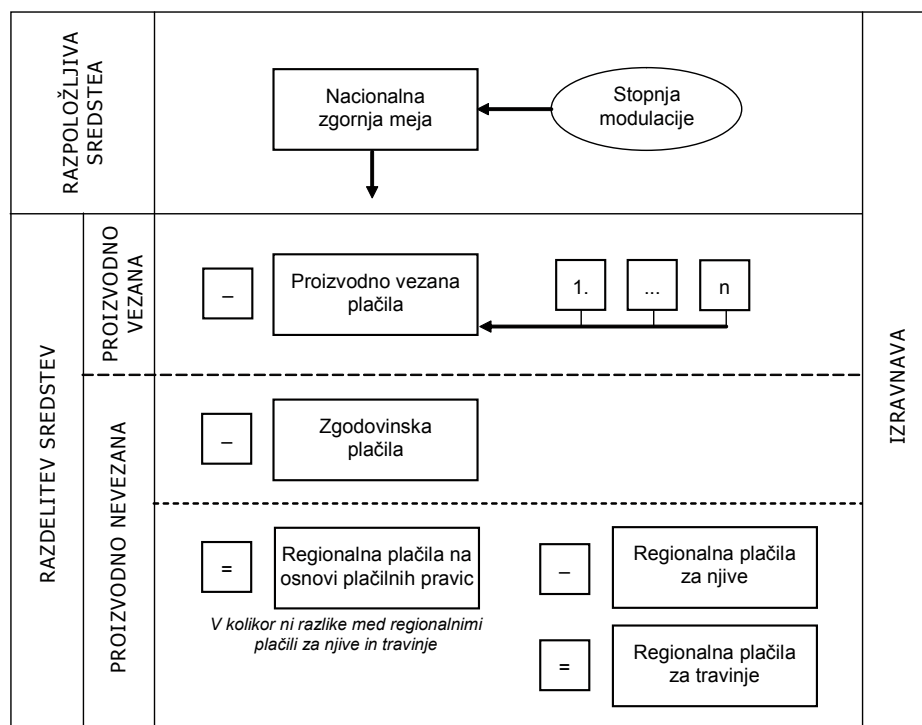 RAZPOLOŽLJIVA
SREDSTEA
Nacionalna
zgornja meja
Stopnja
modulacije
RAZDELITEV SREDSTEV
PROIZVODNO
VEZANA
–
Proizvodno vezana
plačila
1.
...
n
PROIZVODNO NEVEZANA
–
Zgodovinska
plačila
=
Regionalna plačila na
osnovi plačilnih pravic
V kolikor ni razlike med regionalnimi
plačili za njive in travinje
–
Regionalna plačila
za njive
=
Regionalna plačila
za travinje
IZRAVNAVA